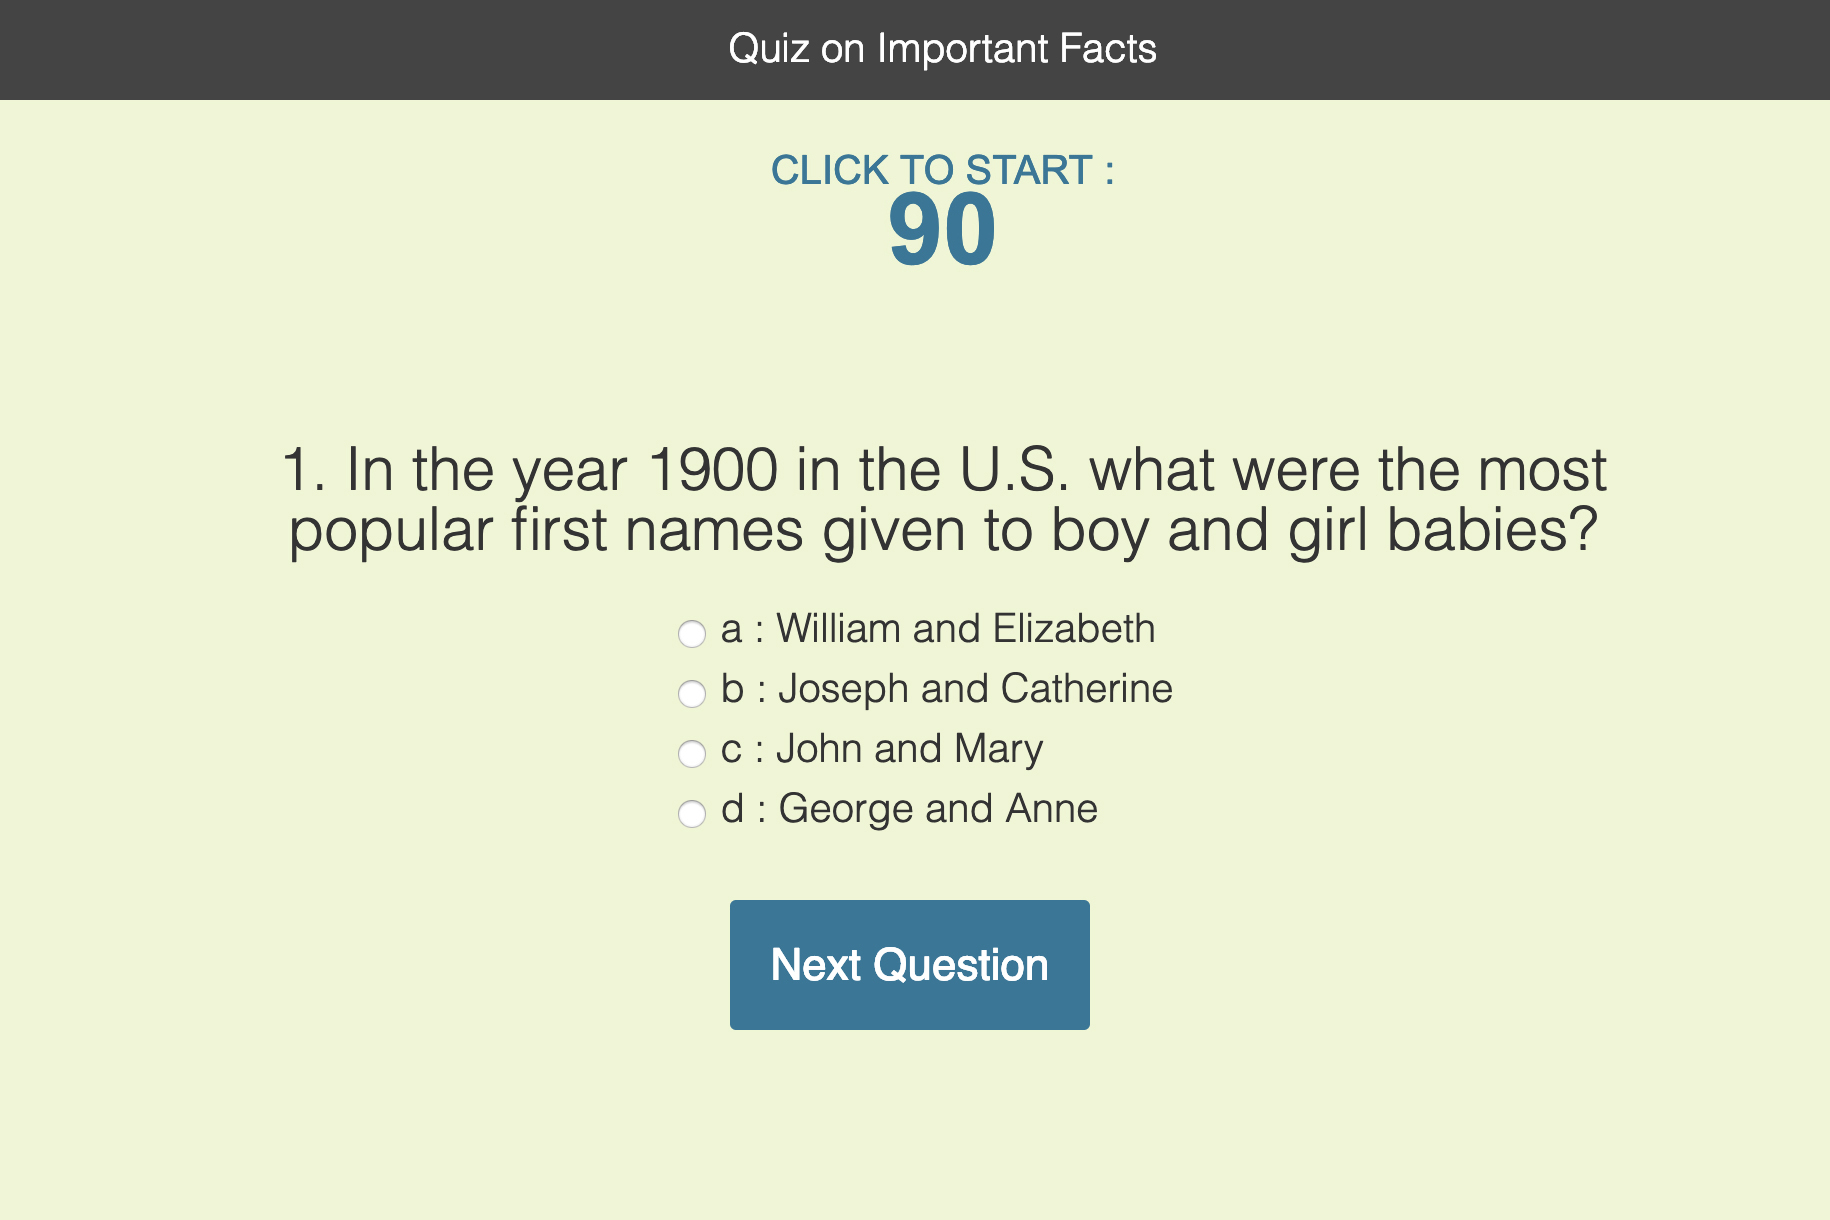 Quiz on Important Facts
CLICK TO START :
90
1. In the year 1900 in the U.S. what were the most
popular first names given to boy and girl babies?
a : William and Elizabeth
b : Joseph and Catherine
c : John and Mary
d : George and Anne
Next Question